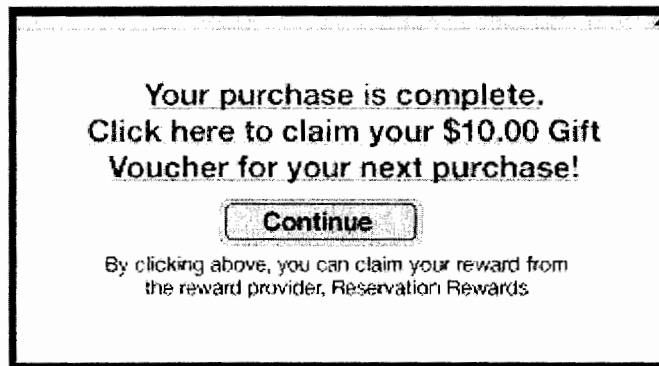 Your purchase is complete.
Click here to claim your $10.00 Gift
Voucher for your next purchase!
Continue
By clicking above, you can claim your reward from
the reward provider, Reservation Rewards